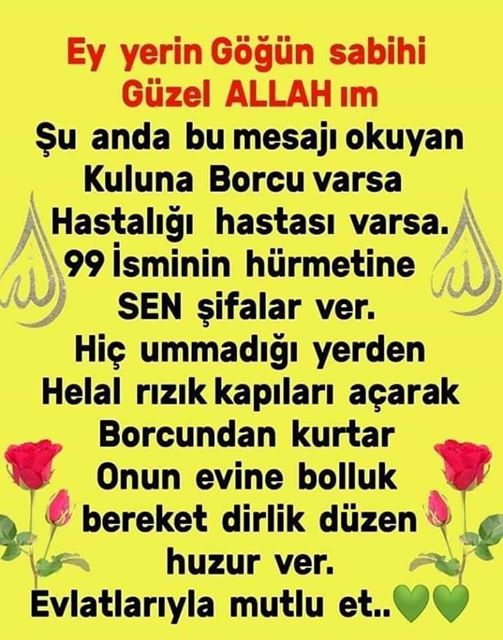 Ey yerin Göğün sabihi
Güzel ALLAH ım
Şu anda bu mesajı okuyan
Kuluna Borcu varsa
Hastalığı hastası varsa.
99 İsminin hürmetine
SEN şifalar ver.
Hiç ummadığı yerden
Helal rızık kapıları açarak
Borcundan kurtar
Onun evine bolluk
bereket dirlik düzen
huzur ver.
Evlatlarıyla mutlu et..💚💚
الله
الله